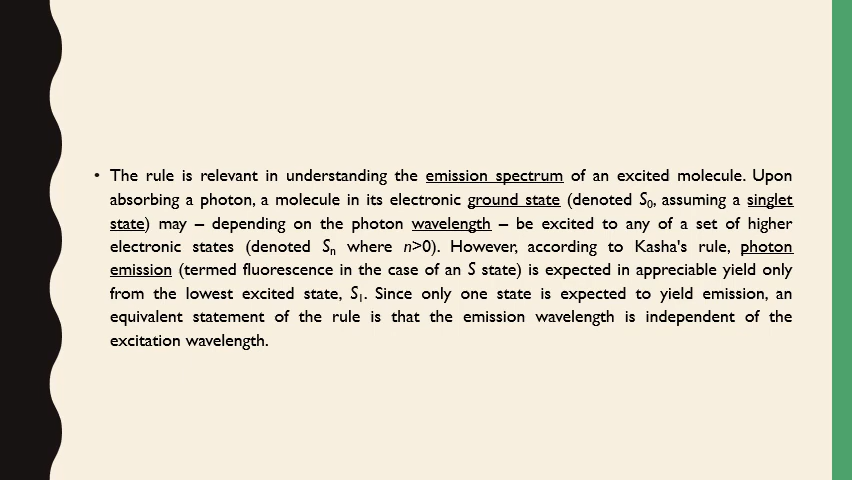 • The rule is relevant in understanding the emission spectrum of an excited molecule. Upon
absorbing a photon, a molecule in its electronic ground state (denoted S₀, assuming a singlet
state) may – depending on the photon wavelength – be excited to any of a set of higher
electronic states (denoted Sₙ where n>0). However, according to Kasha's rule, photon
emission (termed fluorescence in the case of an S state) is expected in appreciable yield only
from the lowest excited state, S₁. Since only one state is expected to yield emission, an
equivalent statement of the rule is that the emission wavelength is independent of the
excitation wavelength.